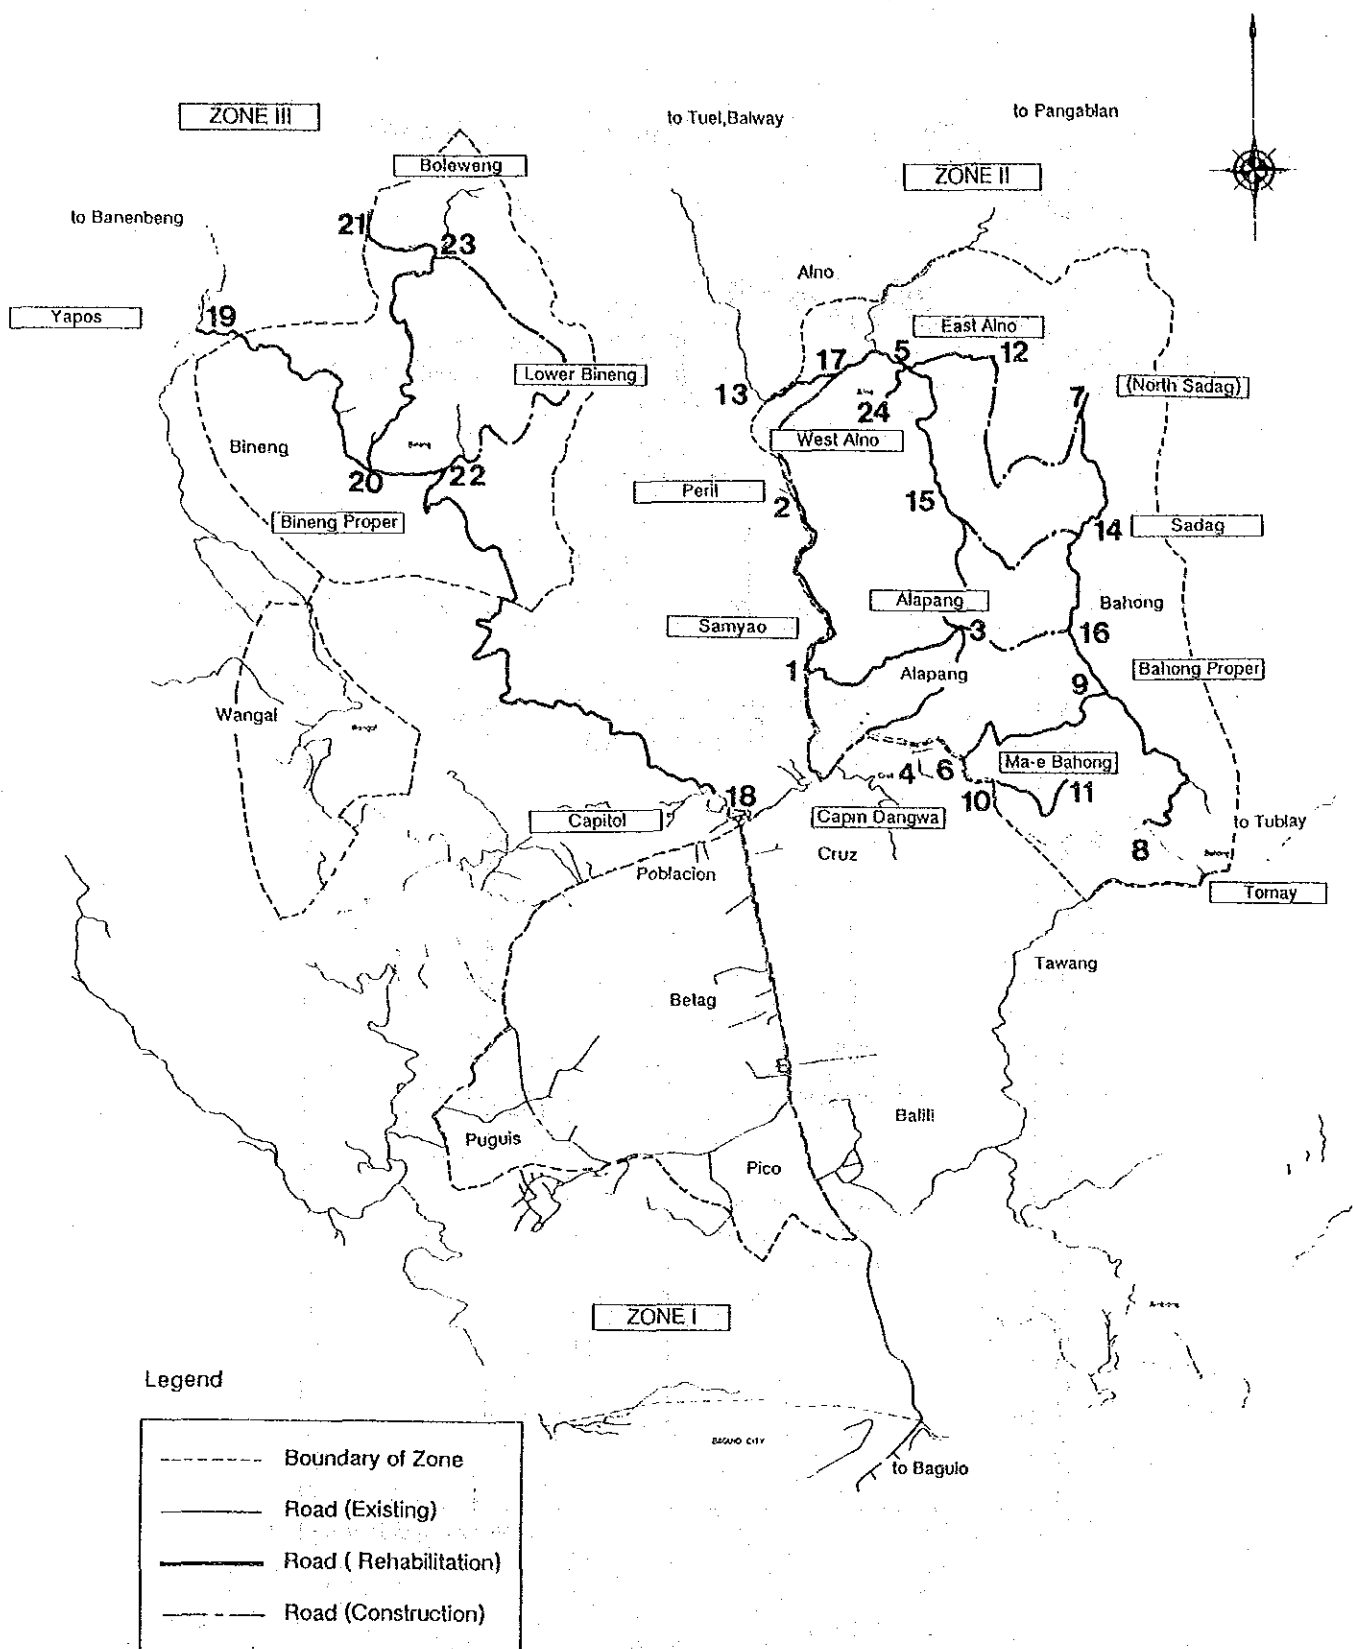 ZONE III
to Tuel,Balway
to Pangablan
Boleweng
ZONE II
to Banenbeng
21
23
Alno
Yapos
19
East Alno
17
5
12
Lower Bineng
13
7
(North Sadag)
24
West Alno
Bineng
20
22
Peril
2
15
Bineng Proper
14
Sadag
Alapang
Bahong
Samyao
3
16
1
Alapang
Bahong Proper
9
Wangal
4
6
Ma-e Bahong
10
11
18
Capitol
Capm Dangwa
to Tublay
Cruz
8
Poblacion
Tomay
Tawang
Betag
Balili
Puguis
Pico
ZONE I
Legend
BAGUIO CITY
to Baguio
Boundary of Zone
Road (Existing)
Road ( Rehabilitation)
Road (Construction)